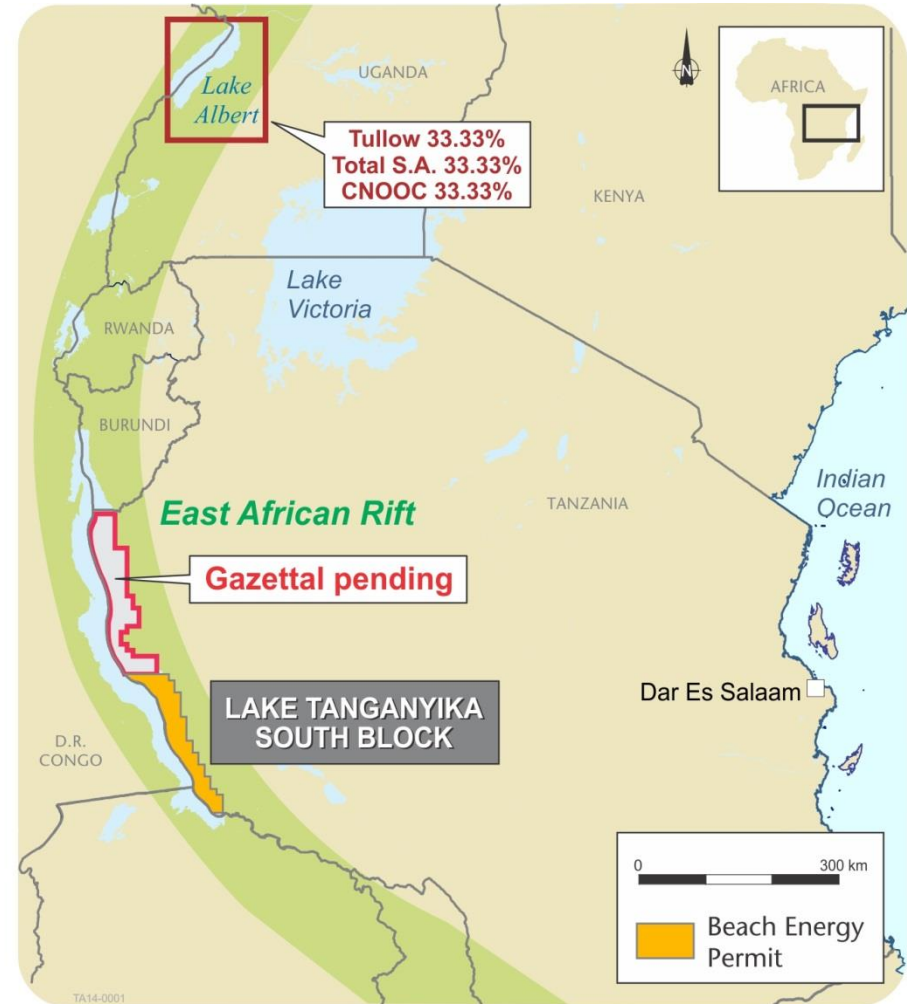 Lake
Albert
UGANDA
N
AFRICA
Tullow 33.33%
Total S.A. 33.33%
CNOOC 33.33%
KENYA
Lake
Victoria
RWANDA
BURUNDI
Indian
Ocean
East African Rift
TANZANIA
Gazettal pending
Dar Es Salaam
LAKE TANGANYIKA
SOUTH BLOCK
D.R.
CONGO
0 300 km
Beach Energy
Permit
TA14-0001